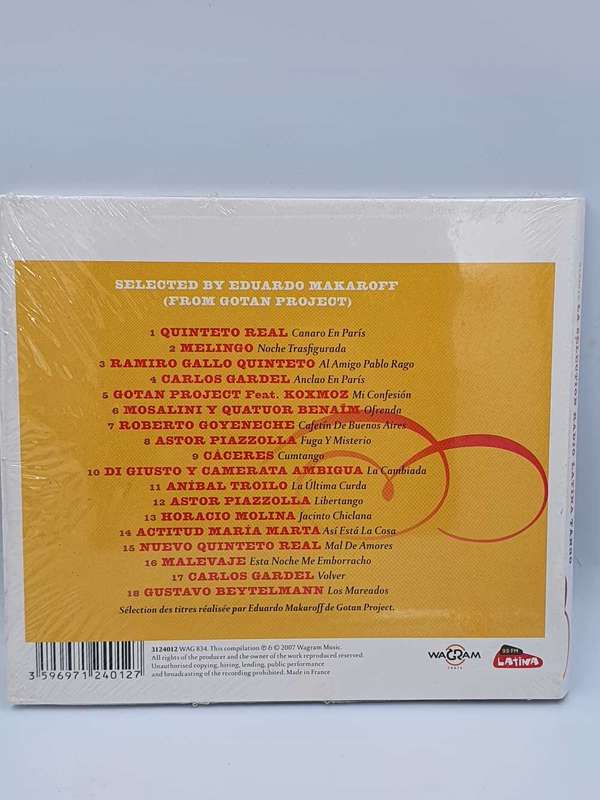 SELECTED BY EDUARDO MAKAROFF
(FROM GOTAN PROJECT)
1 QUINTETO REAL Canaro En París
2 MELINGO Noche Trasfigurada
3 RAMIRO GALLO QUINTETO Al Amigo Pablo Rago
4 CARLOS GARDEL Anclao En París
5 GOTAN PROJECT Feat. KOXMOZ Mi Confesión
6 MOSALINI Y QUATUOR BENAÏM Ofrenda
7 ROBERTO GOYENECHE Cafetín De Buenos Aires
8 ASTOR PIAZZOLLA Fuga Y Misterio
9 CÁCERES Cumtango
10 DI GIUSTO Y CAMERATA AMBIGUA La Cambiada
11 ANÍBAL TROILO La Última Curda
12 ASTOR PIAZZOLLA Libertango
13 HORACIO MOLINA Jacinto Chiclana
14 ACTITUD MARÍA MARTA Así Está La Cosa
15 NUEVO QUINTETO REAL Mal De Amores
16 MALEVAJE Esta Noche Me Emborracho
17 CARLOS GARDEL Volver
18 GUSTAVO BEYTELMANN Los Mareados
Sélection des titres réalisée par Eduardo Makaroff de Gotan Project.
3124012 WAG 834. This compilation ℗ & © 2007 Wagram Music.
All rights of the producer and the owner of the work reproduced reserved.
Unauthorised copying, hiring, lending, public performance
and broadcasting of the recording prohibited. Made in France
3 596971 240127
WAGRAM
99 FM
LATINA
LA SELECTION RADIO LATINA TANGO